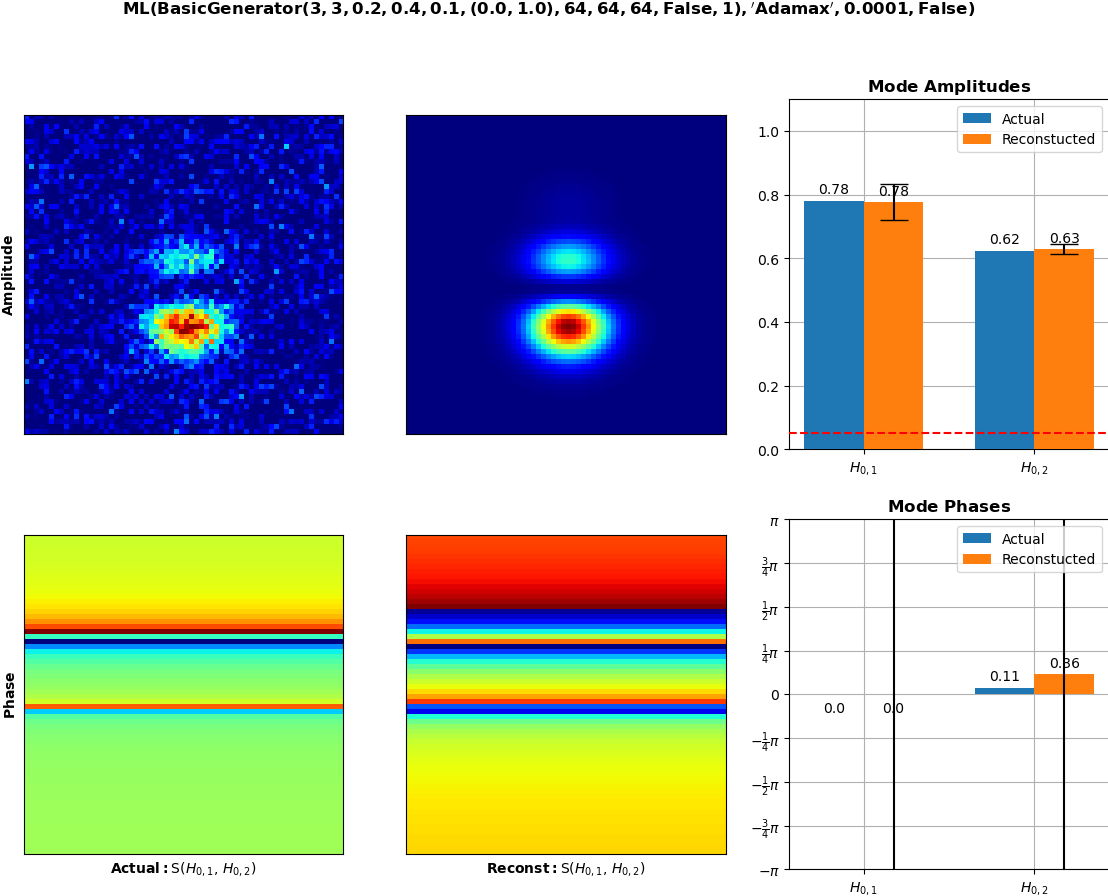 ML(BasicGenerator(3, 3, 0.2, 0.4, 0.1, (0.0, 1.0), 64, 64, 64, False, 1), 'Adamax', 0.0001, False)
Amplitude
Mode Amplitudes
Actual
Reconstucted
1.0
0.8
0.6
0.4
0.2
0.0
0.78
0.78
0.62
0.63
H0,1
H0,2
Phase
Actual: S(H0,1, H0,2)
Reconst: S(H0,1, H0,2)
Mode Phases
Actual
Reconstucted
π
3/4π
1/2π
1/4π
0
−1/4π
−1/2π
−3/4π
−π
0.0
0.0
0.11
0.36
H0,1
H0,2